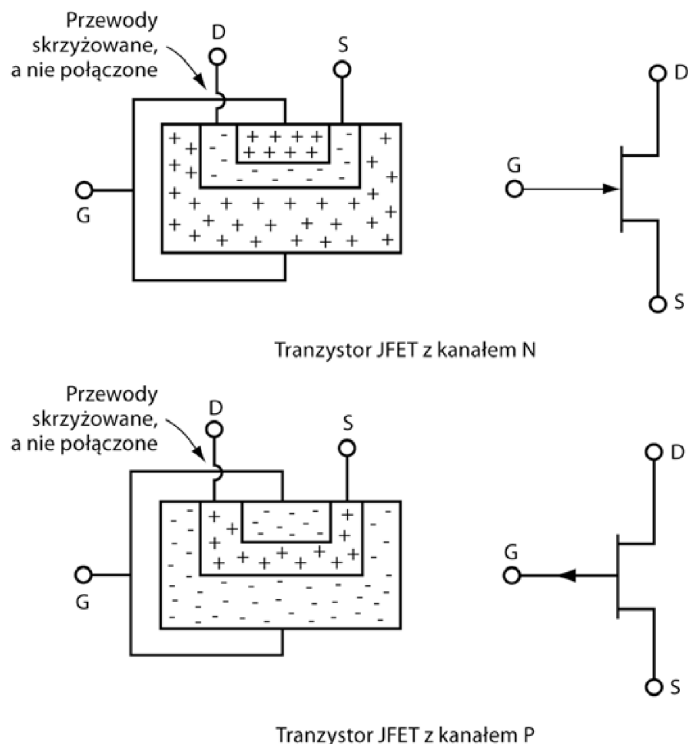 Przewody
skrzyżowane,
a nie połączone
D
S
G
D
G
S
Tranzystor JFET z kanałem N
Przewody
skrzyżowane,
a nie połączone
D
S
G
D
G
S
Tranzystor JFET z kanałem P